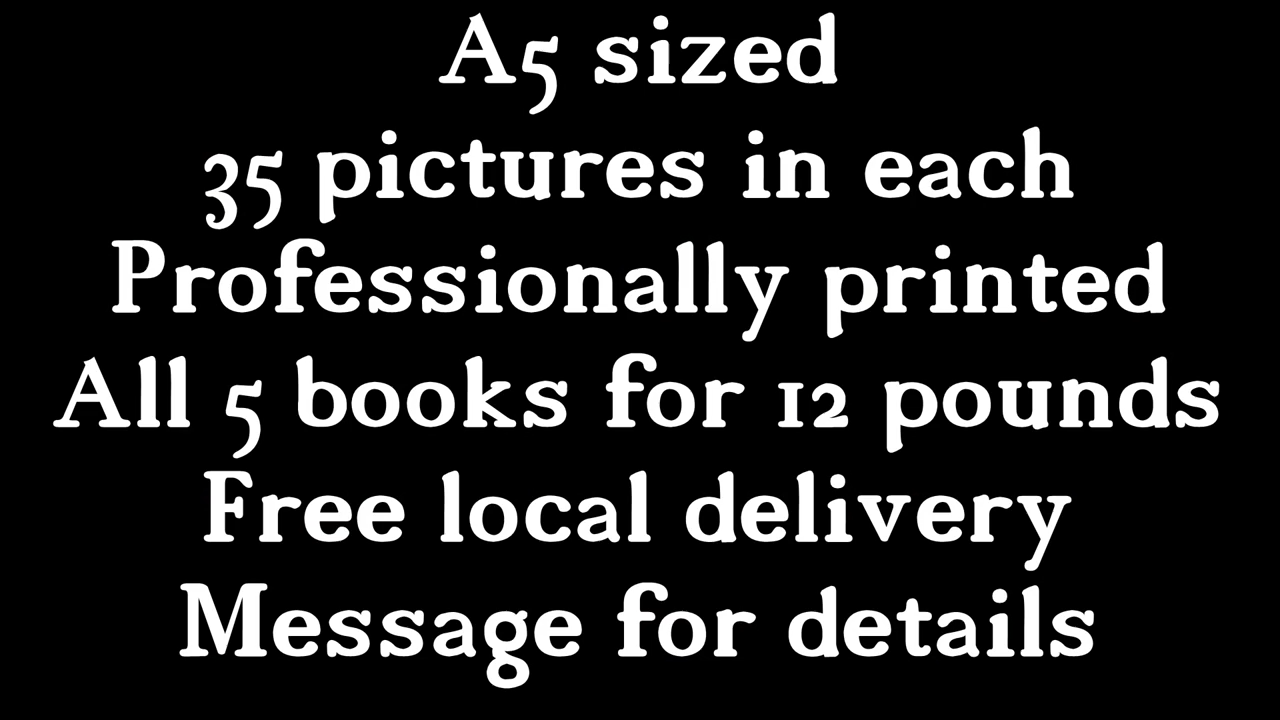 A5 sized
35 pictures in each
Professionally printed
All 5 books for 12 pounds
Free local delivery
Message for details